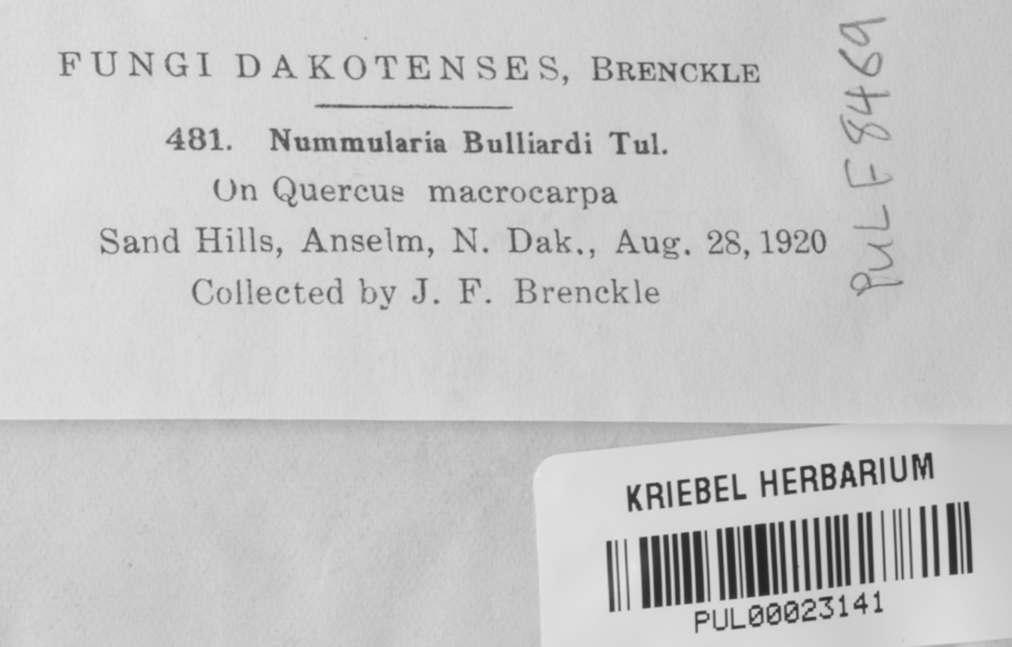 FUNGI DAKOTENSES, BRENCKLE
481. Nummularia Bulliardi Tul.
On Quercus macrocarpa
Sand Hills, Anselm, N. Dak., Aug. 28, 1920
Collected by J. F. Brenckle
PUL F 8469
KRIEBEL HERBARIUM
PUL00023141